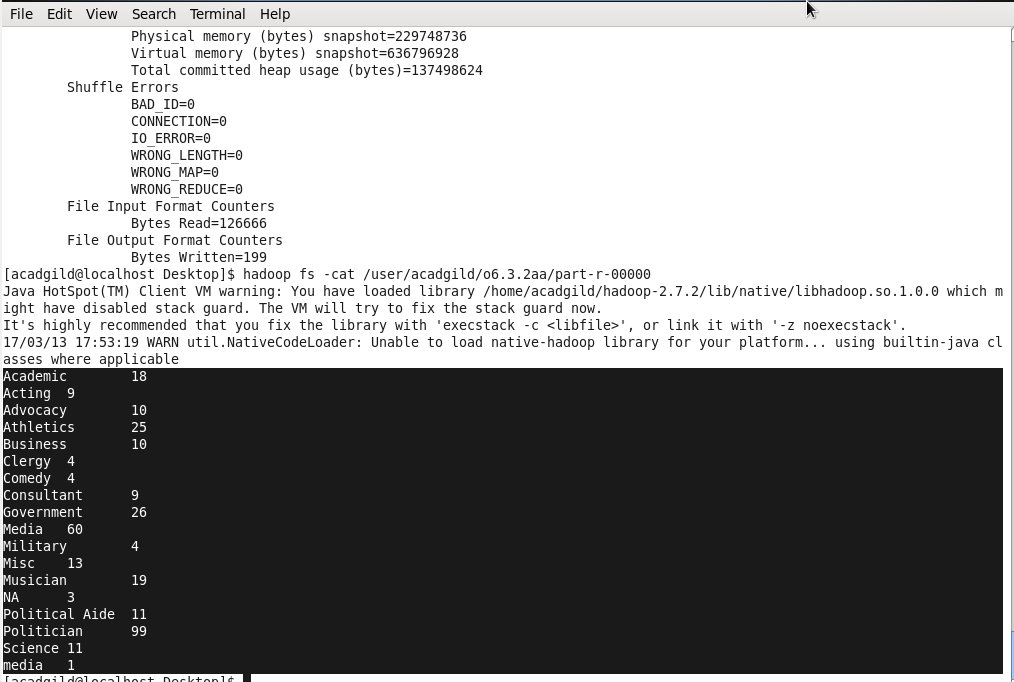 File Edit View Search Terminal Help
Physical memory (bytes) snapshot=229748736
Virtual memory (bytes) snapshot=636796928
Total committed heap usage (bytes)=137498624
Shuffle Errors
BAD_ID=0
CONNECTION=0
IO_ERROR=0
WRONG_LENGTH=0
WRONG_MAP=0
WRONG_REDUCE=0
File Input Format Counters
Bytes Read=126666
File Output Format Counters
Bytes Written=199
[acadgild@localhost Desktop]$ hadoop fs -cat /user/acadgild/o6.3.2aa/part-r-00000
Java HotSpot(TM) Client VM warning: You have loaded library /home/acadgild/hadoop-2.7.2/lib/native/libhadoop.so.1.0.0 which m
ight have disabled stack guard. The VM will try to fix the stack guard now.
It's highly recommended that you fix the library with 'execstack -c <libfile>', or link it with '-z noexecstack'.
17/03/13 17:53:19 WARN util.NativeCodeLoader: Unable to load native-hadoop library for your platform... using builtin-java cl
asses where applicable
Academic 18
Acting 9
Advocacy 10
Athletics 25
Business 10
Clergy 4
Comedy 4
Consultant 9
Government 26
Media 60
Military 4
Misc 13
Musician 19
NA 3
Political Aide 11
Politician 99
Science 11
media 1
[acadgild@localhost Desktop]$